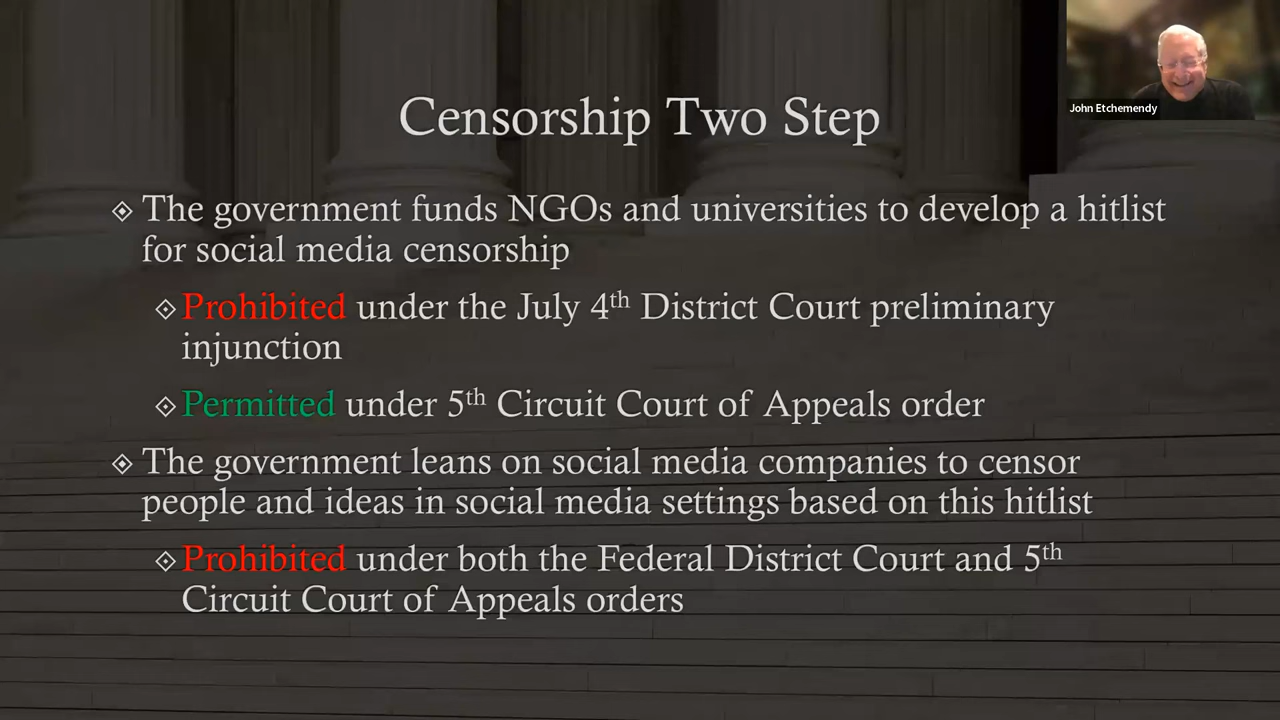 John Etchemendy
Censorship Two Step
The government funds NGOs and universities to develop a hitlist
for social media censorship
Prohibited under the July 4th District Court preliminary
injunction
Permitted under 5th Circuit Court of Appeals order
The government leans on social media companies to censor
people and ideas in social media settings based on this hitlist
Prohibited under both the Federal District Court and 5th
Circuit Court of Appeals orders